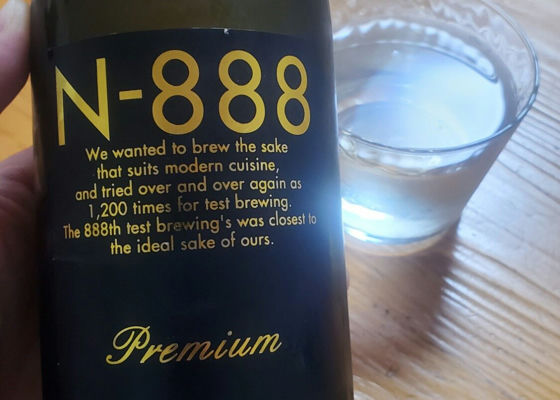 N-888
We wanted to brew the sake
that suits modern cuisine,
and tried over and over again as
1,200 times for test brewing.
The 888th test brewing's was closest to
the ideal sake of ours.
Premium